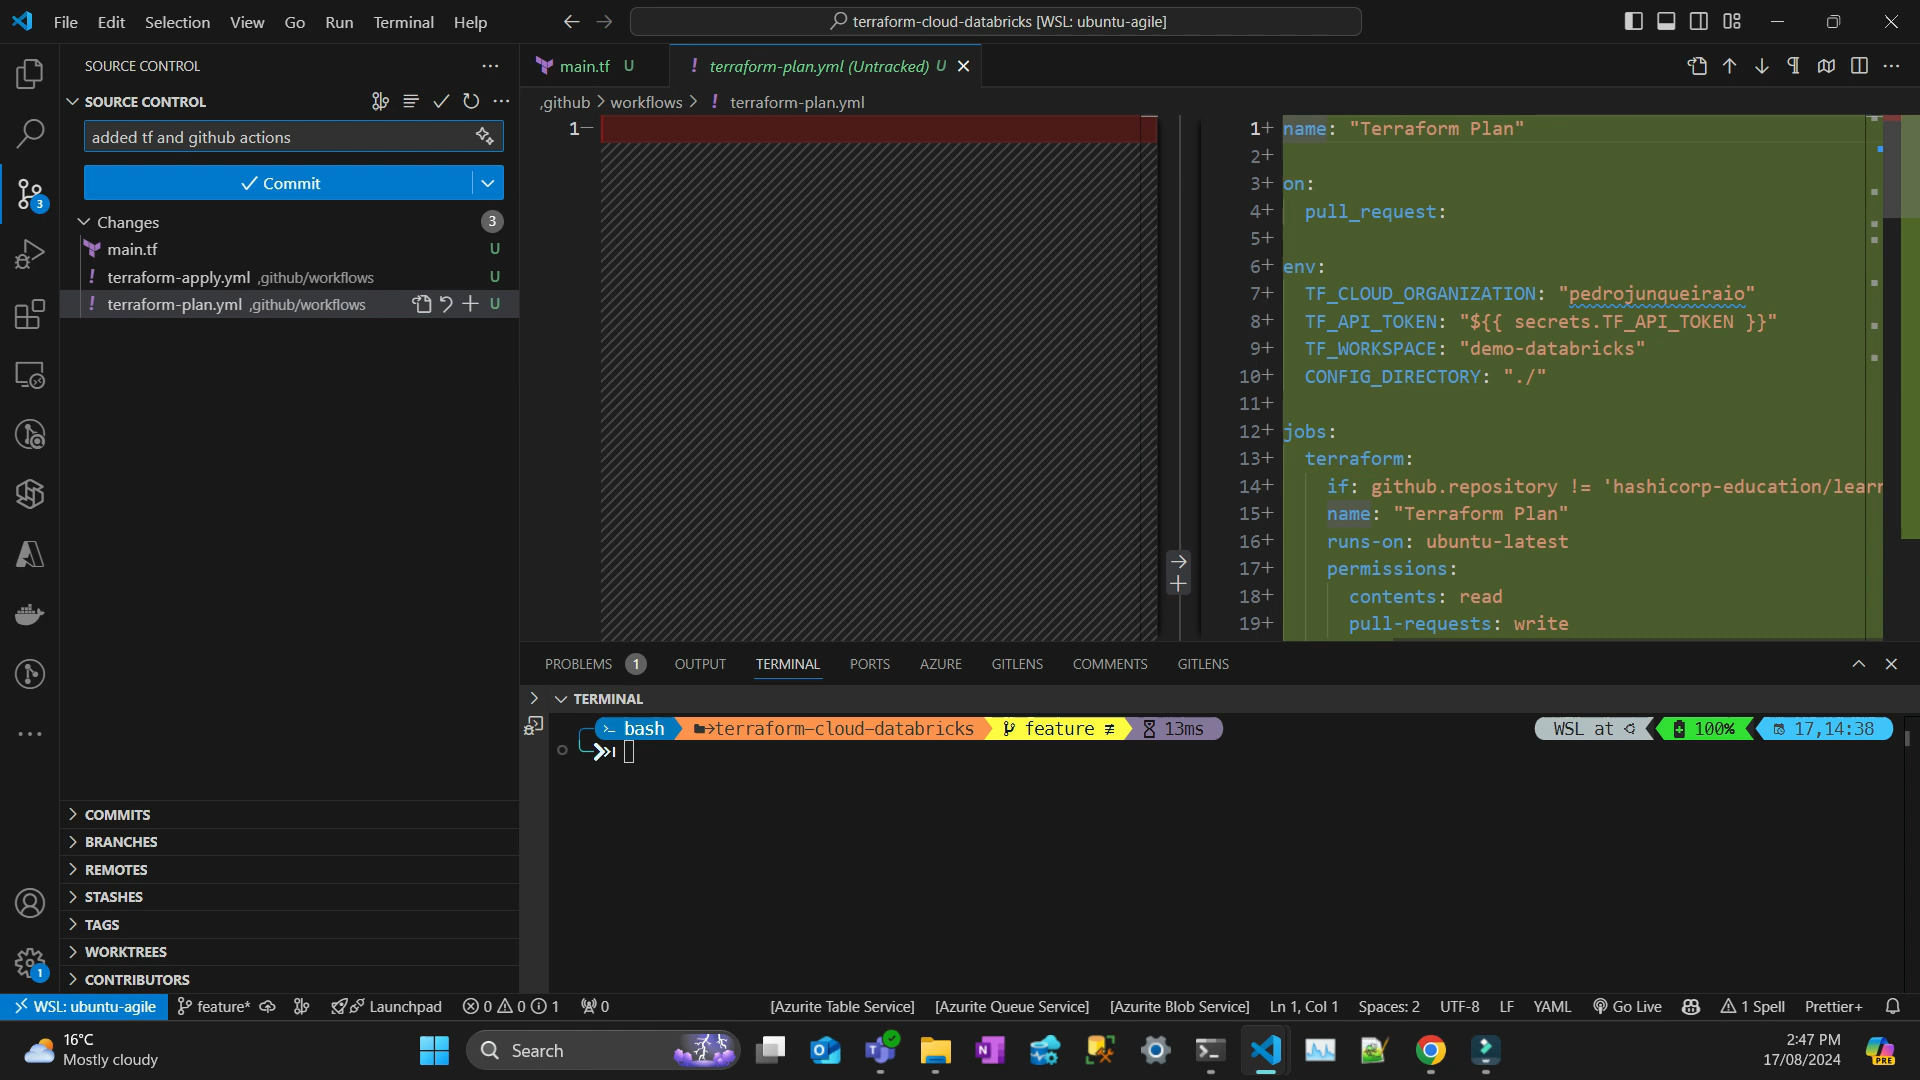 File Edit Selection View Go Run Terminal Help
terraform-cloud-databricks [WSL: ubuntu-agile]
SOURCE CONTROL
SOURCE CONTROL
added tf and github actions
Commit
Changes 3
main.tf U
terraform-apply.yml .github/workflows U
terraform-plan.yml .github/workflows U
3
COMMITS
BRANCHES
REMOTES
STASHES
TAGS
WORKTREES
CONTRIBUTORS
1
main.tf U
! terraform-plan.yml (Untracked) U
.github > workflows > ! terraform-plan.yml
1−
1+ name: "Terraform Plan"
2+
3+ on:
4+ pull_request:
5+
6+ env:
7+ TF_CLOUD_ORGANIZATION: "pedrojunqueiraio"
8+ TF_API_TOKEN: "${{ secrets.TF_API_TOKEN }}"
9+ TF_WORKSPACE: "demo-databricks"
10+ CONFIG_DIRECTORY: "./"
11+
12+ jobs:
13+ terraform:
14+ if: github.repository != 'hashicorp-education/learn
15+ name: "Terraform Plan"
16+ runs-on: ubuntu-latest
17+ permissions:
18+ contents: read
19+ pull-requests: write
PROBLEMS 1 OUTPUT TERMINAL PORTS AZURE GITLENS COMMENTS GITLENS
TERMINAL
bash terraform-cloud-databricks feature ≢ 13ms
WSL at 100% 17,14:38
WSL: ubuntu-agile feature* Launchpad 0 0 1 0
[Azurite Table Service] [Azurite Queue Service] [Azurite Blob Service] Ln 1, Col 1 Spaces: 2 UTF-8 LF YAML Go Live 1 Spell Prettier+
16°C
Mostly cloudy
Search
2:47 PM
17/08/2024
PRE